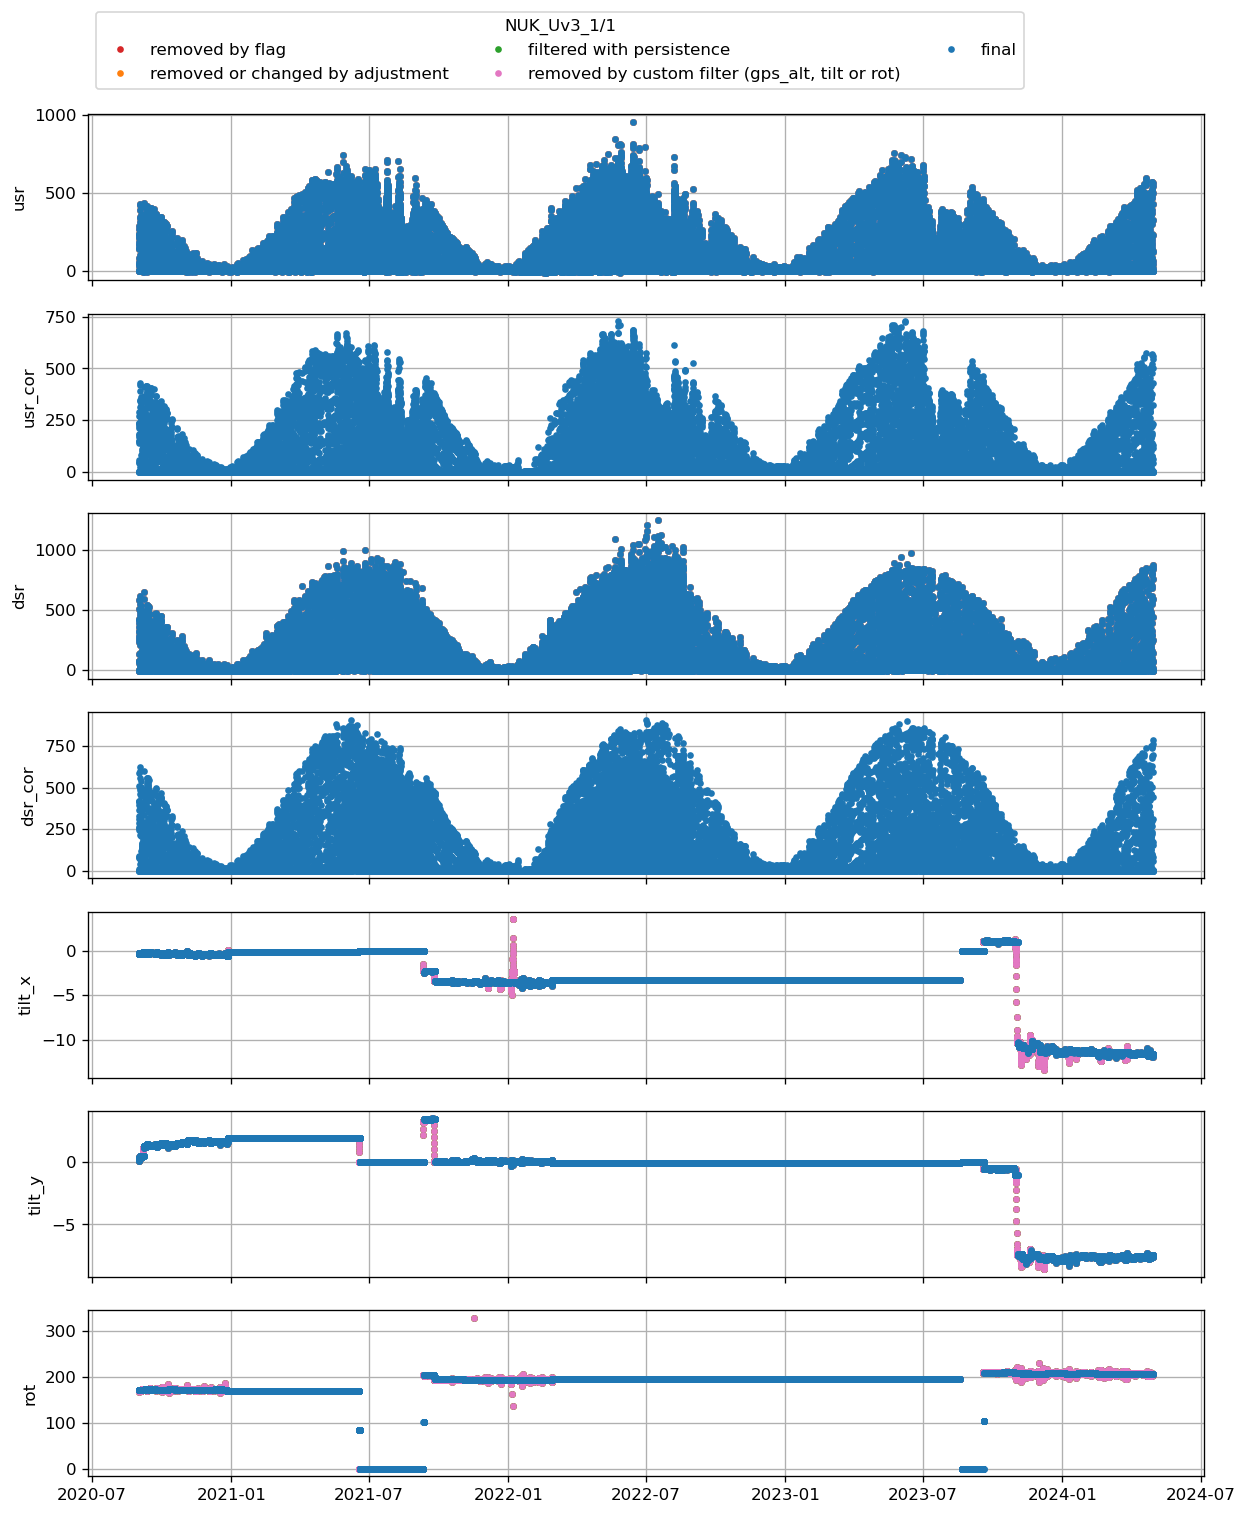 NUK_Uv3_1/1
removed by flag
removed or changed by adjustment
filtered with persistence
removed by custom filter (gps_alt, tilt or rot)
final
1000
500
0
usr
750
500
250
0
usr_cor
1000
500
0
dsr
750
500
250
0
dsr_cor
0
−5
−10
tilt_x
0
−5
tilt_y
300
200
100
0
rot
2020-07 2021-01 2021-07 2022-01 2022-07 2023-01 2023-07 2024-01 2024-07